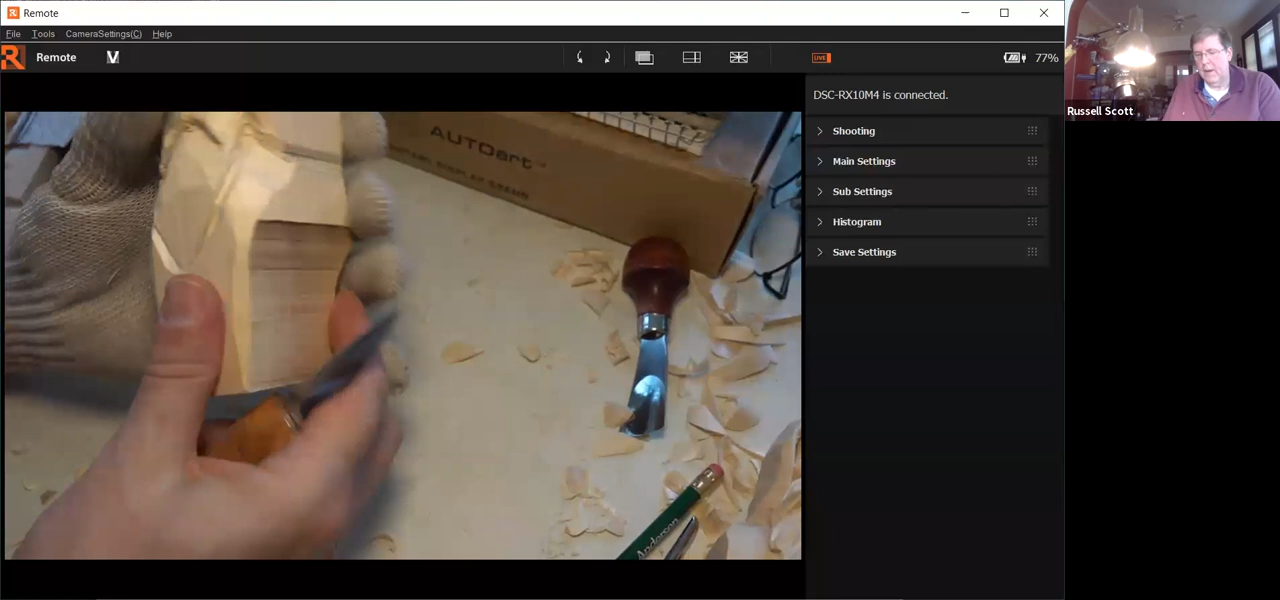 Remote
File Tools CameraSettings(C) Help
R Remote
LIVE
77%
DSC-RX10M4 is connected.
Shooting
Main Settings
Sub Settings
Histogram
Save Settings
Russell Scott
AUTOart
Anderson